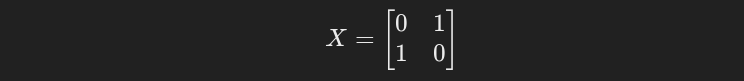 X = [0 1
1 0]